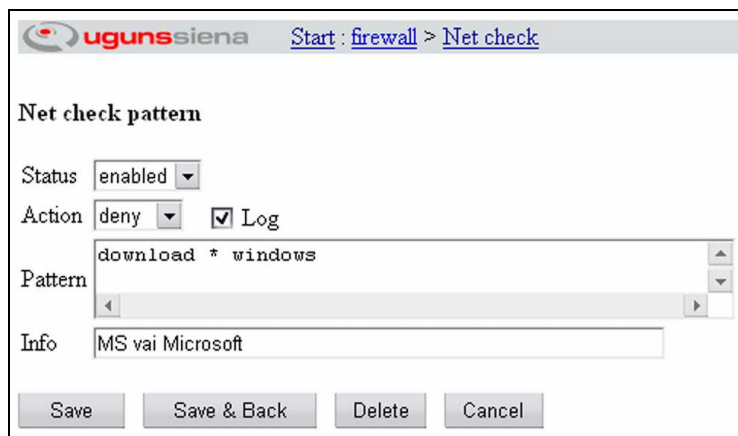 ugunssiena Start : firewall > Net check
Net check pattern
Status enabled
Action deny Log
Pattern download * windows
Info MS vai Microsoft
Save Save & Back Delete Cancel